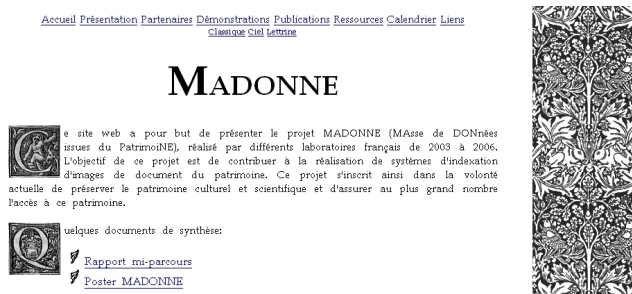 Accueil Présentation Partenaires Démonstrations Publications Ressources Calendrier Liens
Classique Ciel Lettrine
MADONNE
Ce site web a pour but de présenter le projet MADONNE (MAsse de DONnées
issues du PatrimoiNE), réalisé par différents laboratoires français de 2003 à 2006.
L'objectif de ce projet est de contribuer à la réalisation de systèmes d'indexation
d'images de document du patrimoine. Ce projet s'inscrit ainsi dans la volonté
actuelle de préserver le patrimoine culturel et scientifique et d'assurer au plus grand nombre
l'accès à ce patrimoine.
Quelques documents de synthèse:
Rapport mi-parcours
Poster MADONNE